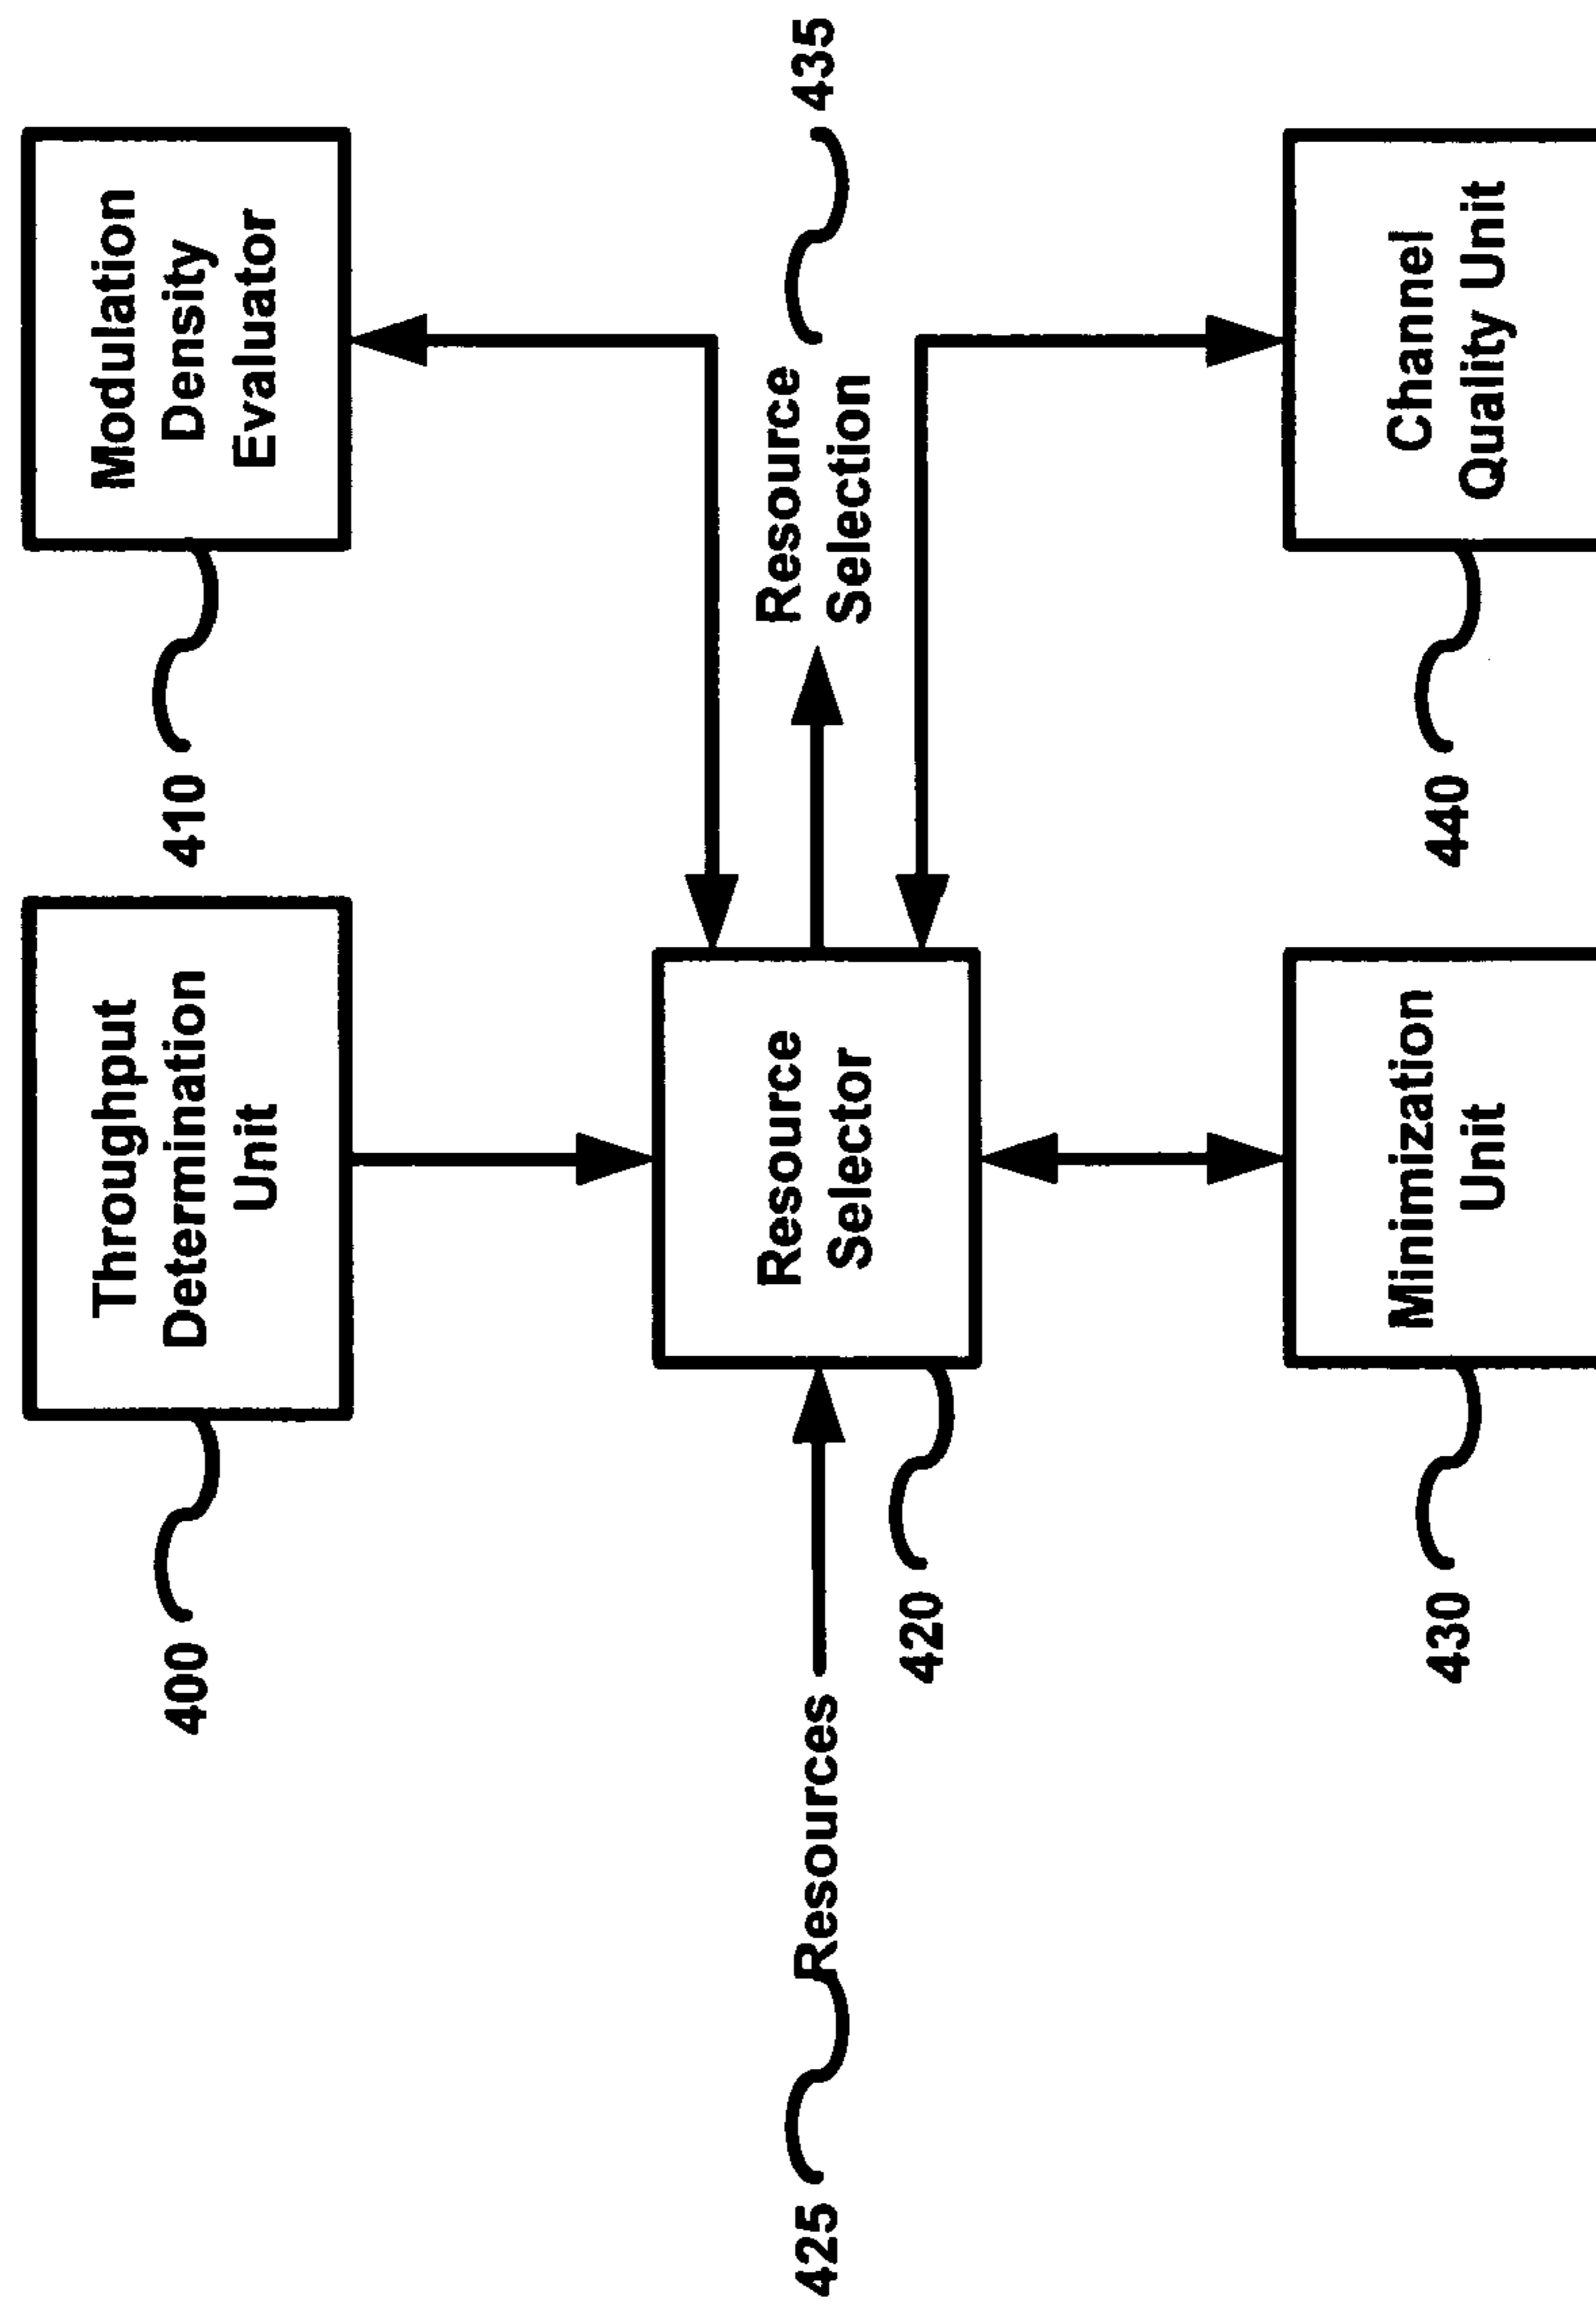 400
Throughput
Determination
Unit
410
Modulation
Density
Evaluator
425
Resources
420
Resource
Selector
Resource
Selection
435
430
Minimization
Unit
440
Channel
Quality Unit